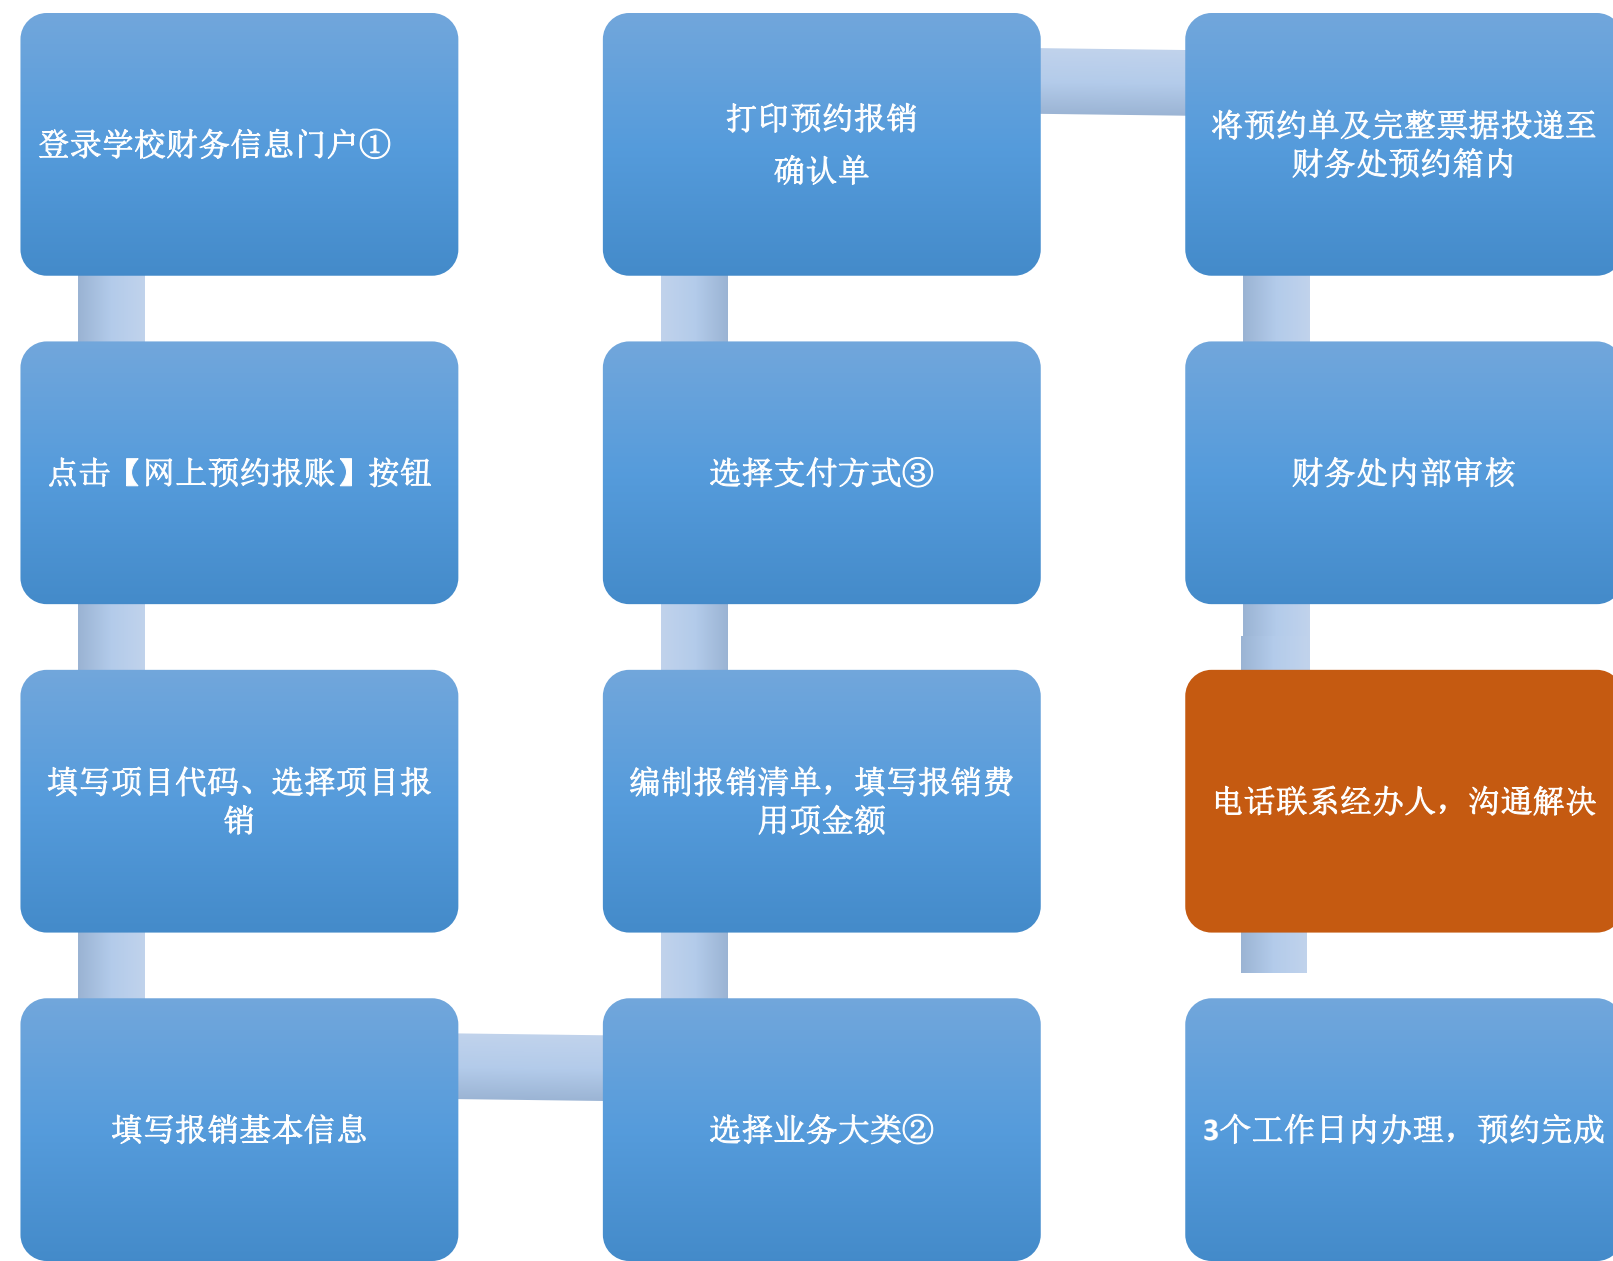 登录学校财务信息门户①
点击【网上预约报账】按钮
填写项目代码、选择项目报
销
填写报销基本信息
选择业务大类②
编制报销清单，填写报销费
用项金额
选择支付方式③
打印预约报销
确认单
将预约单及完整票据投递至
财务处预约箱内
财务处内部审核
电话联系经办人，沟通解决
3个工作日内办理，预约完成